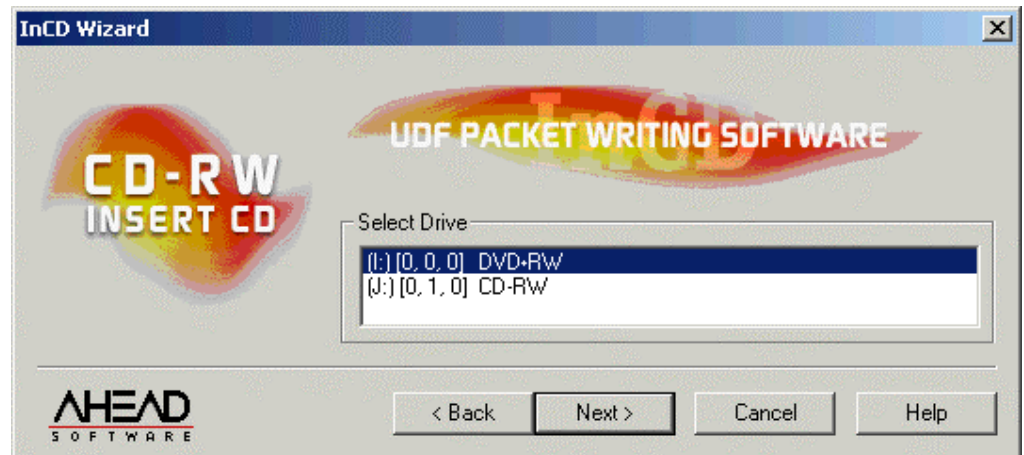 InCD Wizard
InCD
UDF PACKET WRITING SOFTWARE
CD-RW
INSERT CD
Select Drive
(I:) [0, 0, 0] DVD+RW
(J:) [0, 1, 0] CD-RW
AHEAD
SOFTWARE
< Back
Next >
Cancel
Help